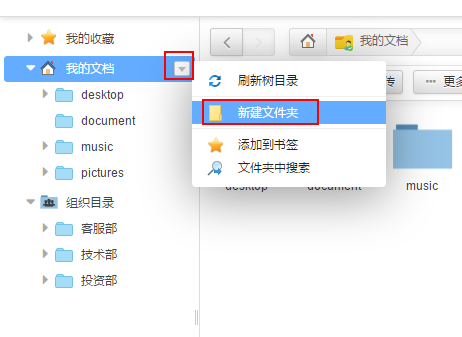 我的收藏
我的文档
desktop
document
music
pictures
组织目录
客服部
技术部
投资部
我的文档
传
更多
刷新树目录
新建文件夹
添加到书签
文件夹中搜索
desktop
document
music